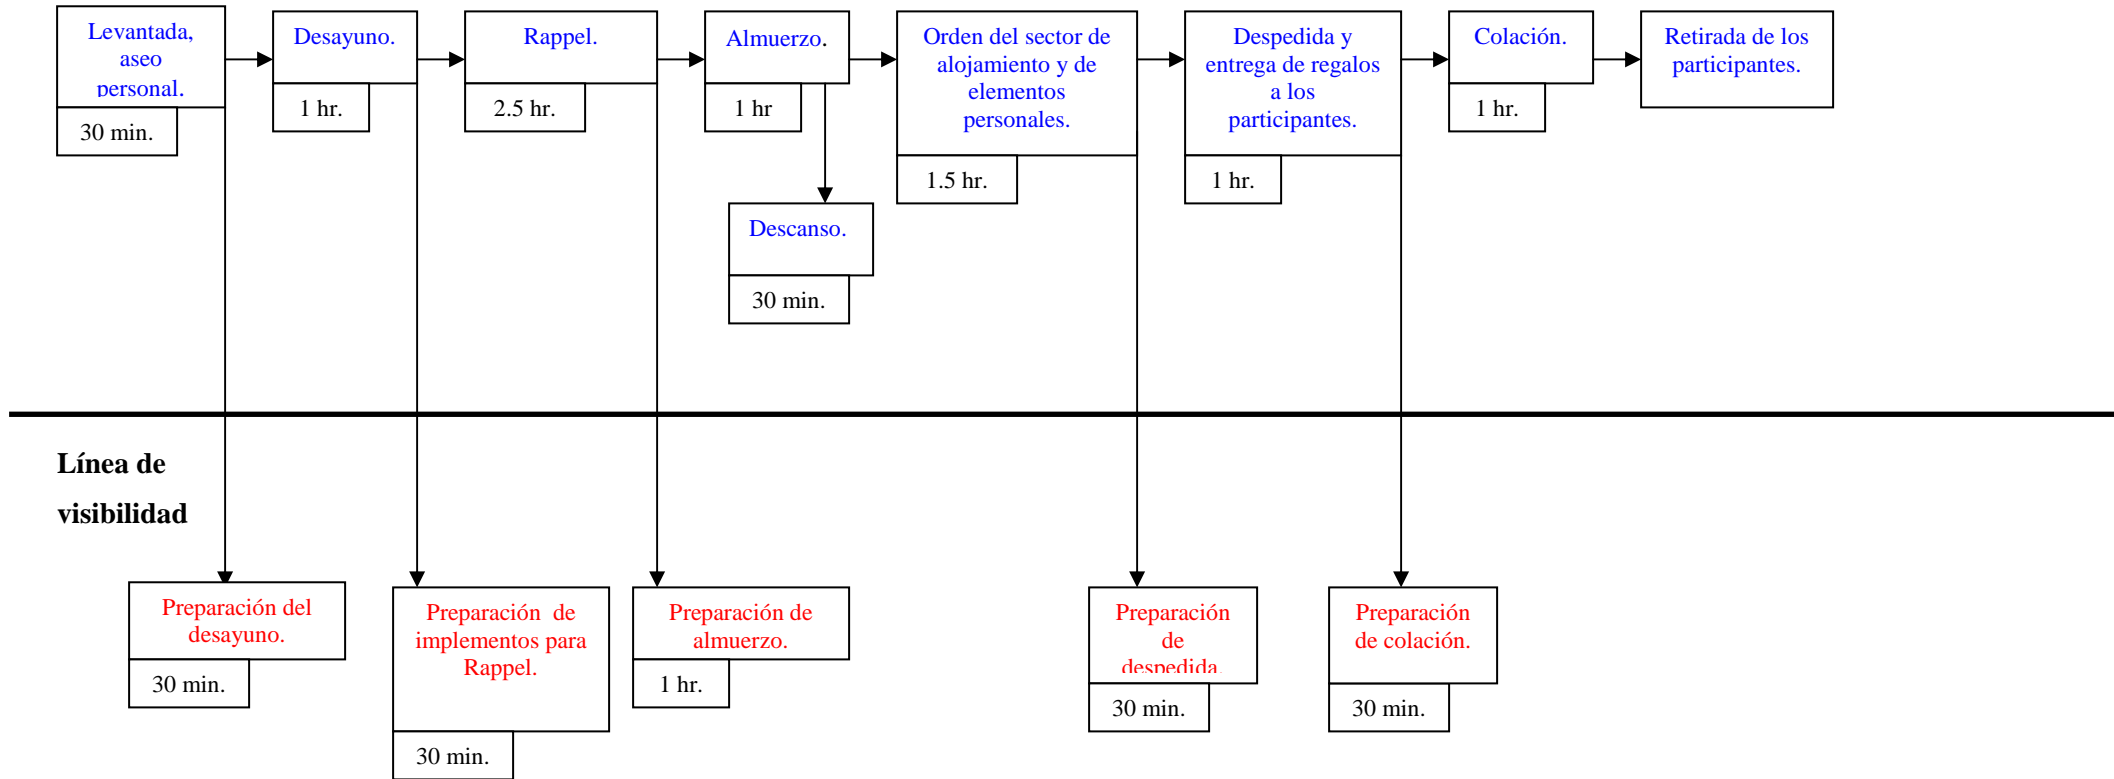 Levantada,
aseo
personal.
30 min.
Desayuno.
1 hr.
Rappel.
2.5 hr.
Almuerzo.
1 hr
Descanso.
30 min.
Orden del sector de
alojamiento y de
elementos
personales.
1.5 hr.
Despedida y
entrega de regalos
a los
participantes.
1 hr.
Colación.
1 hr.
Retirada de los
participantes.
Línea de
visibilidad
Preparación del
desayuno.
30 min.
Preparación  de
implementos para
Rappel.
30 min.
Preparación de
almuerzo.
1 hr.
Preparación
de
despedida.
30 min.
Preparación
de colación.
30 min.